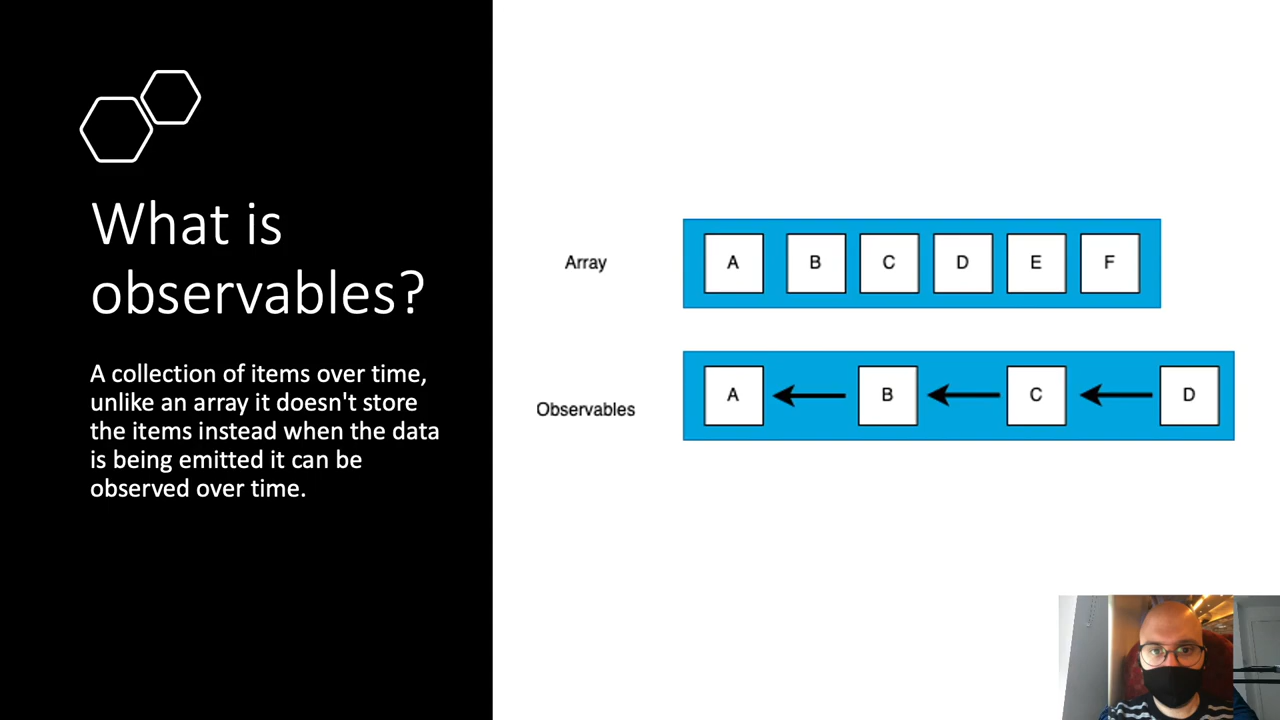 What is
observables?
A collection of items over time,
unlike an array it doesn't store
the items instead when the data
is being emitted it can be
observed over time.
Array
A B C D E F
Observables
A B C D